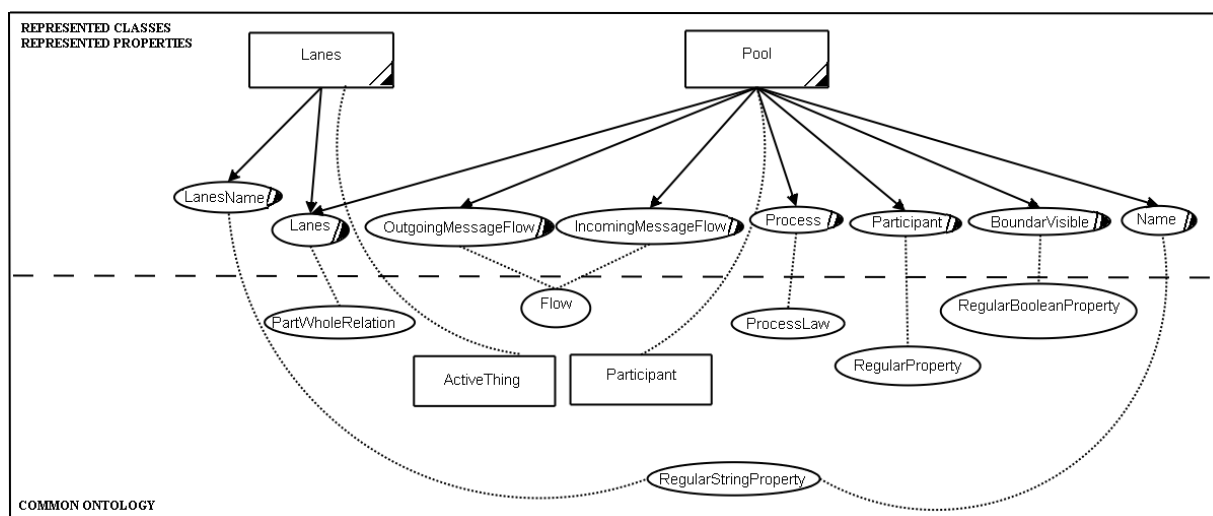 REPRESENTED CLASSES
REPRESENTED PROPERTIES
Lanes
Pool
LanesName
Lanes
OutgoingMessageFlow
IncomingMessageFlow
Process
Participant
BoundarVisible
Name
PartWholeRelation
Flow
ProcessLaw
RegularBooleanProperty
RegularProperty
ActiveThing
Participant
RegularStringProperty
COMMON ONTOLOGY